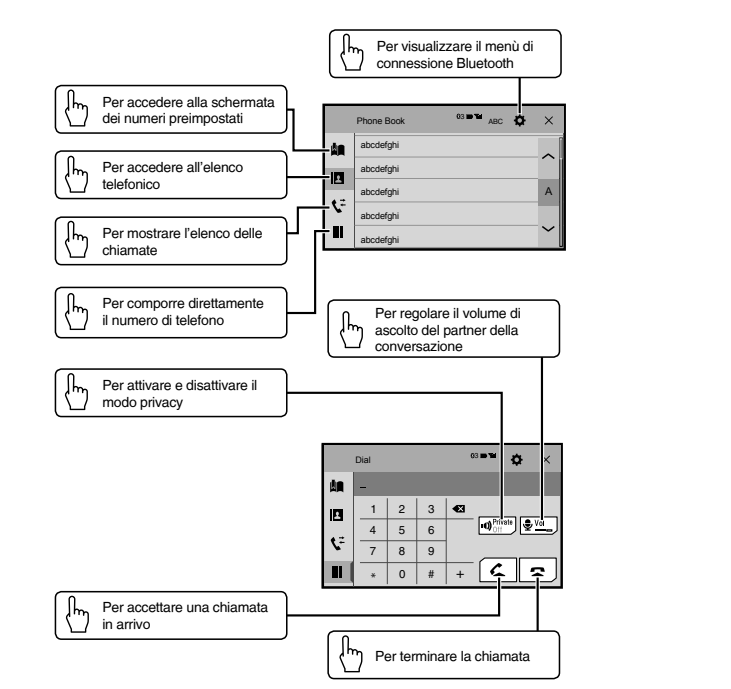 Per visualizzare il menù di
connessione Bluetooth
Per accedere alla schermata
dei numeri preimpostati
Per accedere all'elenco
telefonico
Per mostrare l'elenco delle
chiamate
Per comporre direttamente
il numero di telefono
Phone Book
03
ABC
abcdefghi
abcdefghi
abcdefghi
abcdefghi
abcdefghi
A
Per regolare il volume di
ascolto del partner della
conversazione
Per attivare e disattivare il
modo privacy
Dial
03
–
1 2 3
4 5 6
7 8 9
* 0 # +
Private
Off
Vol
Per accettare una chiamata
in arrivo
Per terminare la chiamata